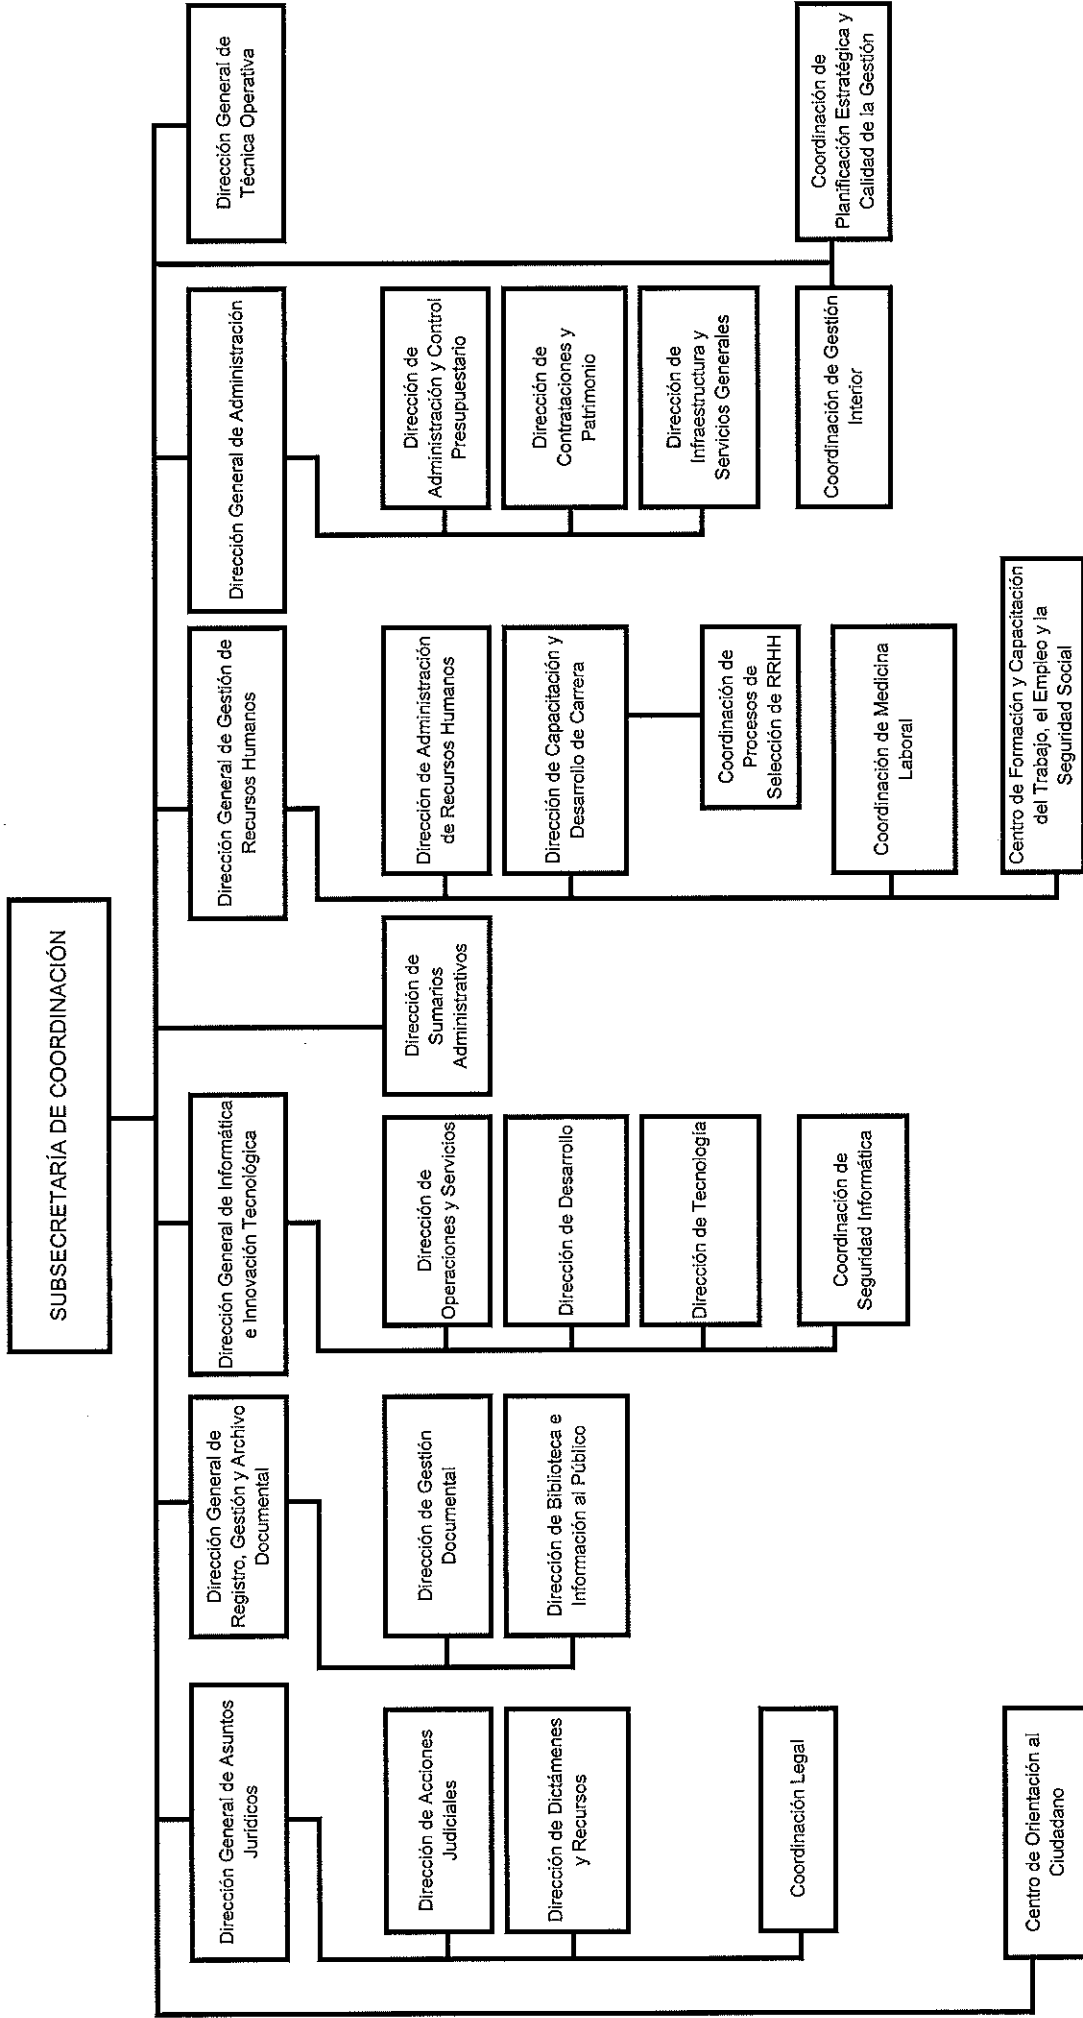 SUBSECRETARÍA DE COORDINACIÓN
Dirección General de Asuntos
Jurídicos
Dirección General de
Registro, Gestión y Archivo
Documental
Dirección General de Informática
e Innovación Tecnológica
Dirección General de Gestión de
Recursos Humanos
Dirección General de Administración
Dirección General de
Técnica Operativa
Dirección de Acciones
Judiciales
Dirección de Gestión
Documental
Dirección de
Operaciones y Servicios
Dirección de
Sumarios
Administrativos
Dirección de Administración
de Recursos Humanos
Dirección de
Administración y Control
Presupuestario
Dirección de Dictámenes
y Recursos
Dirección de Biblioteca e
Información al Público
Dirección de Desarrollo
Dirección de Capacitación y
Desarrollo de Carrera
Dirección de
Contrataciones y
Patrimonio
Dirección de Tecnología
Coordinación de
Procesos de
Selección de RRHH
Dirección de
Infraestructura y
Servicios Generales
Coordinación Legal
Coordinación de
Seguridad Informática
Coordinación de Medicina
Laboral
Coordinación de Gestión
Interior
Coordinación de
Planificación Estratégica y
Calidad de la Gestión
Centro de Orientación al
Ciudadano
Centro de Formación y Capacitación
del Trabajo, el Empleo y la
Seguridad Social